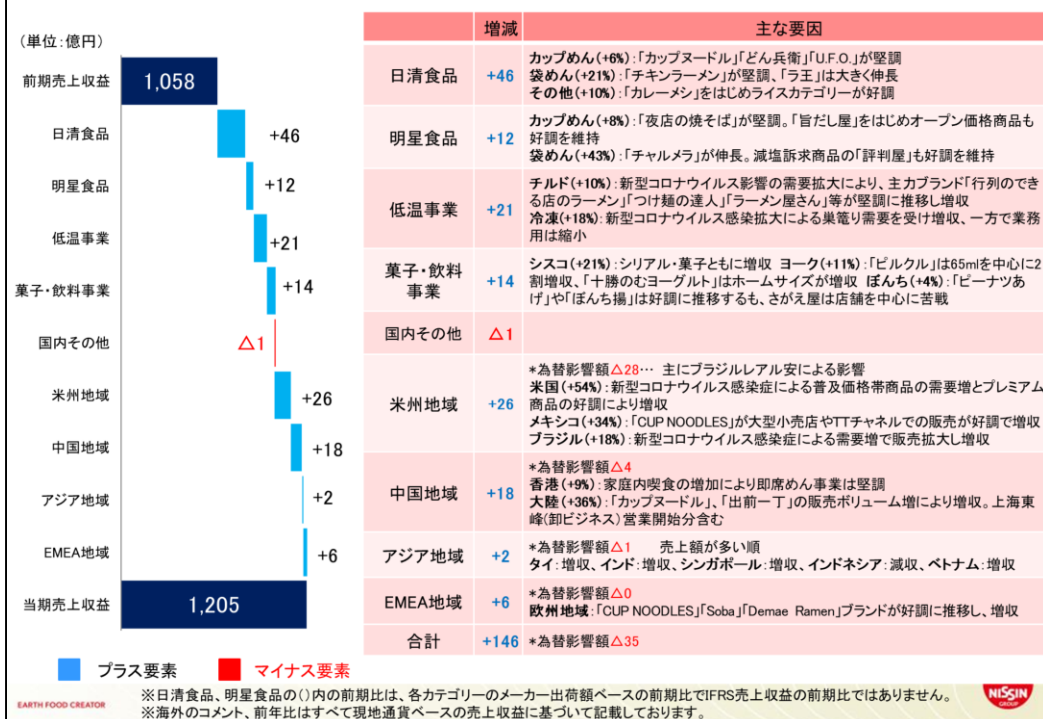 (単位:億円)
前期売上収益
1,058
日清食品
+46
明星食品
+12
低温事業
+21
菓子・飲料事業
+14
国内その他
△1
米州地域
+26
中国地域
+18
アジア地域
+2
EMEA地域
+6
当期売上収益
1,205
プラス要素
マイナス要素
増減 主な要因
日清食品 +46
カップめん(+6%):「カップヌードル」「どん兵衛」「U.F.O.」が堅調
袋めん(+21%):「チキンラーメン」が堅調、「ラ王」は大きく伸長
その他(+10%):「カレーメシ」をはじめライスカテゴリーが好調
明星食品 +12
カップめん(+8%):「夜店の焼そば」が堅調。「旨だし屋」をはじめオープン価格商品も
好調を維持
袋めん(+43%):「チャルメラ」が伸長。減塩訴求商品の「評判屋」も好調を維持
低温事業 +21
チルド(+10%):新型コロナウイルス影響の需要拡大により、主力ブランド「行列のでき
る店のラーメン」「つけ麺の達人」「ラーメン屋さん」等が堅調に推移し増収
冷凍(+18%):新型コロナウイルス感染拡大による巣篭り需要を受け増収、一方で業務
用は縮小
菓子・飲料
事業
+14
シスコ(+21%):シリアル・菓子ともに増収 ヨーク(+11%):「ピルクル」は65mlを中心に2
割増収、「十勝のむヨーグルト」はホームサイズが増収 ぼんち(+4%):「ピーナツあ
げ」や「ぼんち揚」は好調に推移するも、さがえ屋は店舗を中心に苦戦
国内その他 △1
米州地域 +26
*為替影響額△28… 主にブラジルレアル安による影響
米国(+54%):新型コロナウイルス感染症による普及価格帯商品の需要増とプレミアム
商品の好調により増収
メキシコ(+34%):「CUP NOODLES」が大型小売店やTTチャネルでの販売が好調で増収
ブラジル(+18%):新型コロナウイルス感染症による需要増で販売拡大し増収
中国地域 +18
*為替影響額△4
香港(+9%):家庭内喫食の増加により即席めん事業は堅調
大陸(+36%):「カップヌードル」、「出前一丁」の販売ボリューム増により増収。上海東
峰(卸ビジネス)営業開始分含む
アジア地域 +2
*為替影響額△1 売上額が多い順
タイ:増収、インド:増収、シンガポール:増収、インドネシア:減収、ベトナム:増収
EMEA地域 +6
*為替影響額△0
欧州地域:「CUP NOODLES」「Soba」「Demae Ramen」ブランドが好調に推移し、増収
合計 +146 *為替影響額△35
※日清食品、明星食品の()内の前期比は、各カテゴリーのメーカー出荷額ベースの前期比でIFRS売上収益の前期比ではありません。
※海外のコメント、前年比はすべて現地通貨ベースの売上収益に基づいて記載しております。
EARTH FOOD CREATOR
NISSIN
GROUP